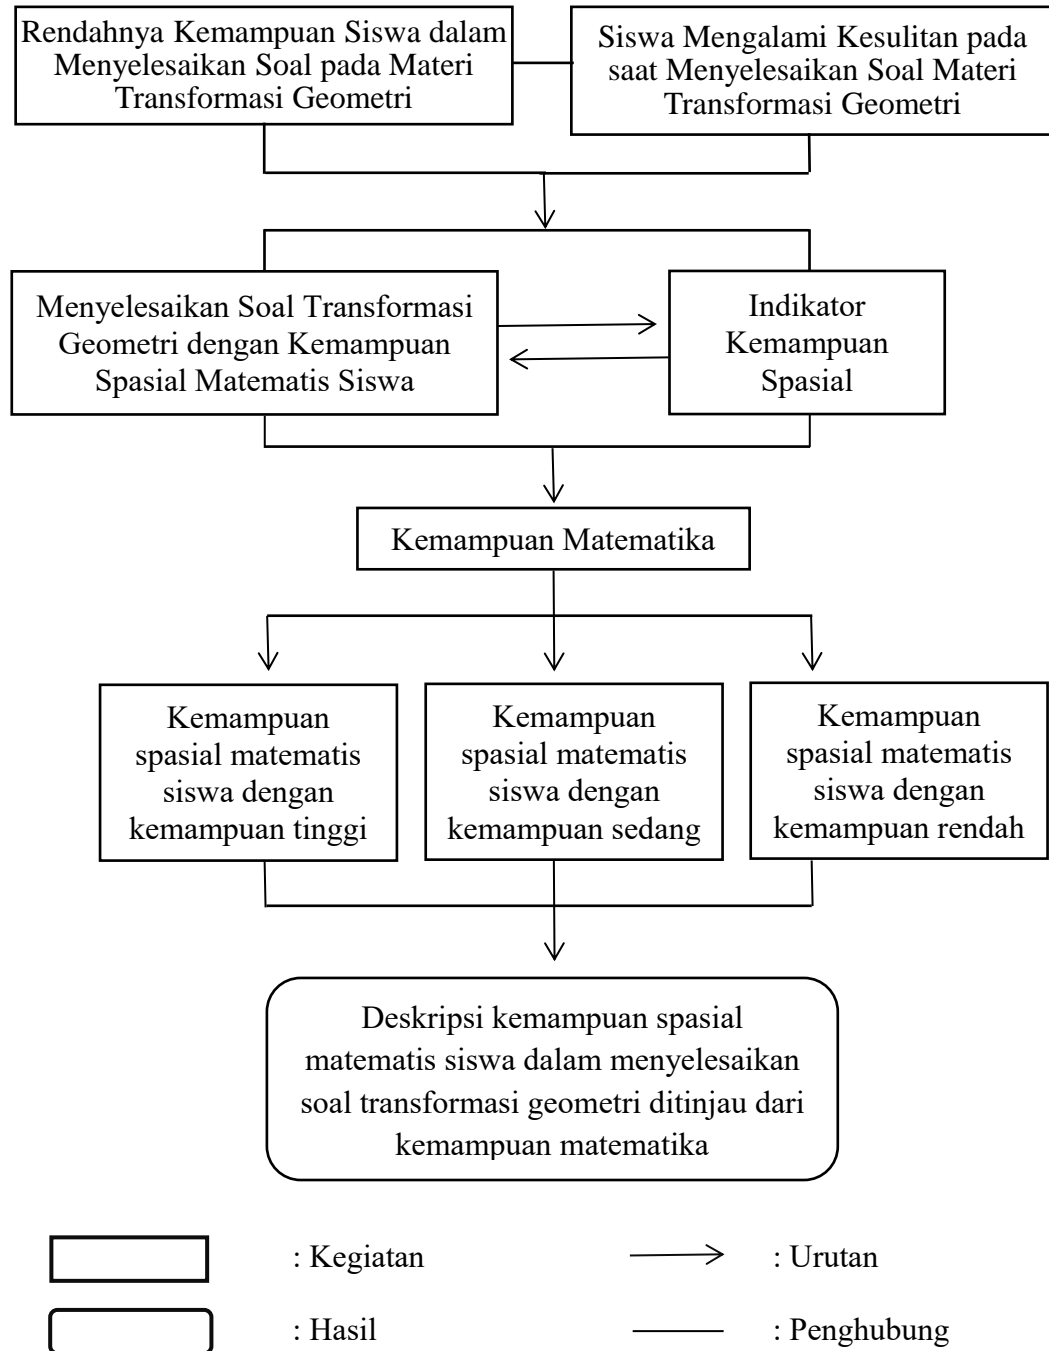 Rendahnya Kemampuan Siswa dalam
Menyelesaikan Soal pada Materi
Transformasi Geometri
Siswa Mengalami Kesulitan pada
saat Menyelesaikan Soal Materi
Transformasi Geometri
Menyelesaikan Soal Transformasi
Geometri dengan Kemampuan
Spasial Matematis Siswa
Indikator
Kemampuan
Spasial
Kemampuan Matematika
Kemampuan
spasial matematis
siswa dengan
kemampuan tinggi
Kemampuan
spasial matematis
siswa dengan
kemampuan sedang
Kemampuan
spasial matematis
siswa dengan
kemampuan rendah
Deskripsi kemampuan spasial
matematis siswa dalam menyelesaikan
soal transformasi geometri ditinjau dari
kemampuan matematika
: Kegiatan
: Urutan
: Hasil
: Penghubung